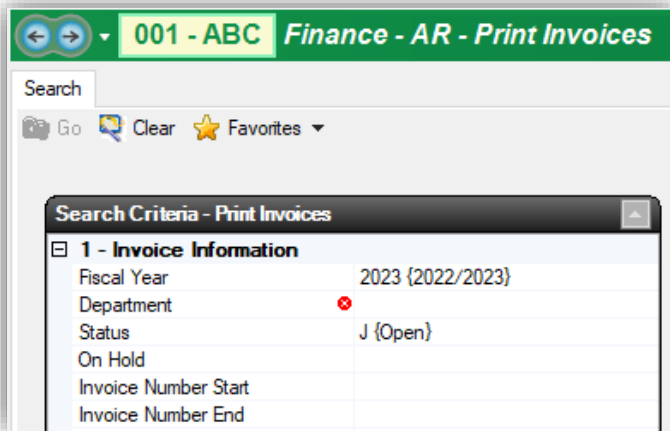 001 - ABC Finance - AR - Print Invoices
Search
Go Clear Favorites
Search Criteria - Print Invoices
1 - Invoice Information
Fiscal Year 2023 {2022/2023}
Department
Status J {Open}
On Hold
Invoice Number Start
Invoice Number End